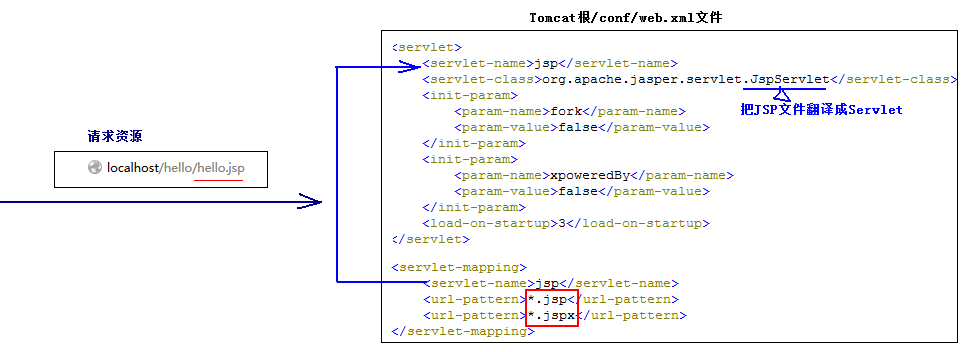 Tomcat根/conf/web.xml文件
<servlet>
<servlet-name>jsp</servlet-name>
<servlet-class>org.apache.jasper.servlet.JspServlet</servlet-class>
<init-param>
把JSP文件翻译成Servlet
<param-name>fork</param-name>
<param-value>false</param-value>
</init-param>
请求资源
<init-param>
localhost/hello/hello.jsp
<param-name>xpoweredBy</param-name>
<param-value>false</param-value>
</init-param>
<load-on-startup>3</load-on-startup>
</servlet>
<servlet-mapping>
<servlet-name>jsp</servlet-name>
<url-pattern>*.jsp</url-pattern>
<url-pattern>*.jspx</url-pattern>
</servlet-mapping>